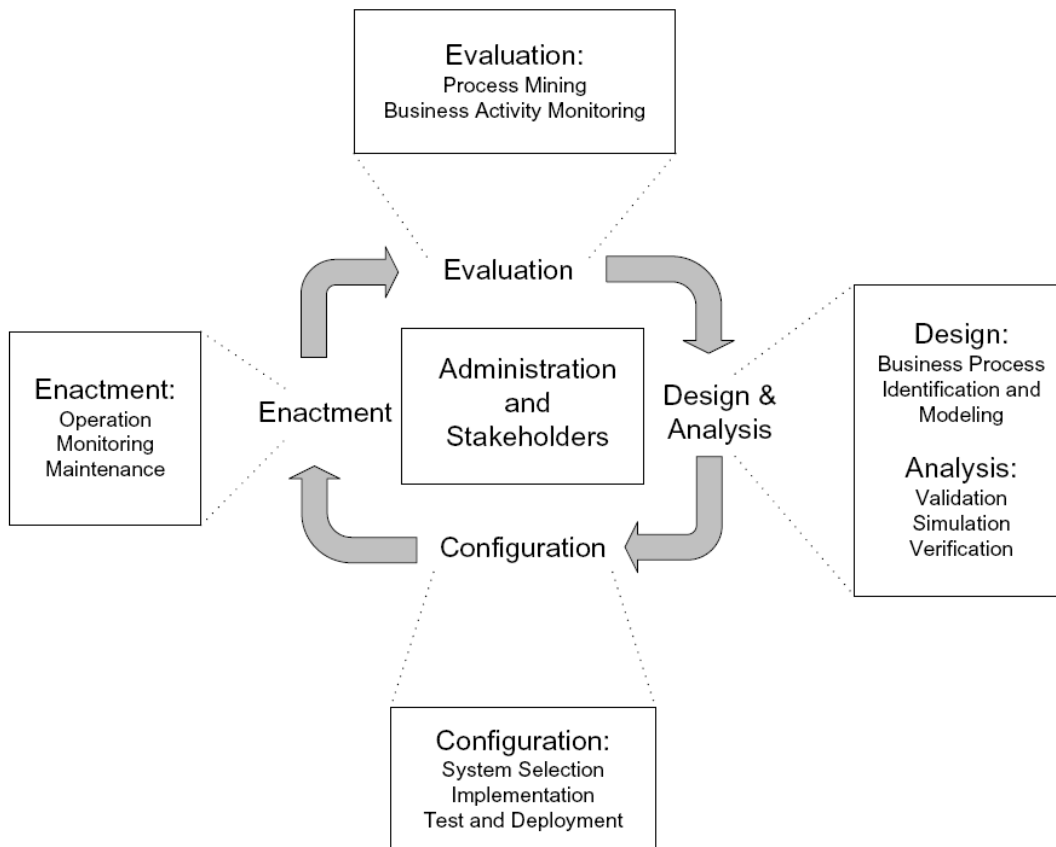 Evaluation:
Process Mining
Business Activity Monitoring
Evaluation
Enactment:
Operation
Monitoring
Maintenance
Enactment
Administration
and
Stakeholders
Design &
Analysis
Design:
Business Process
Identification and
Modeling
Analysis:
Validation
Simulation
Verification
Configuration
Configuration:
System Selection
Implementation
Test and Deployment